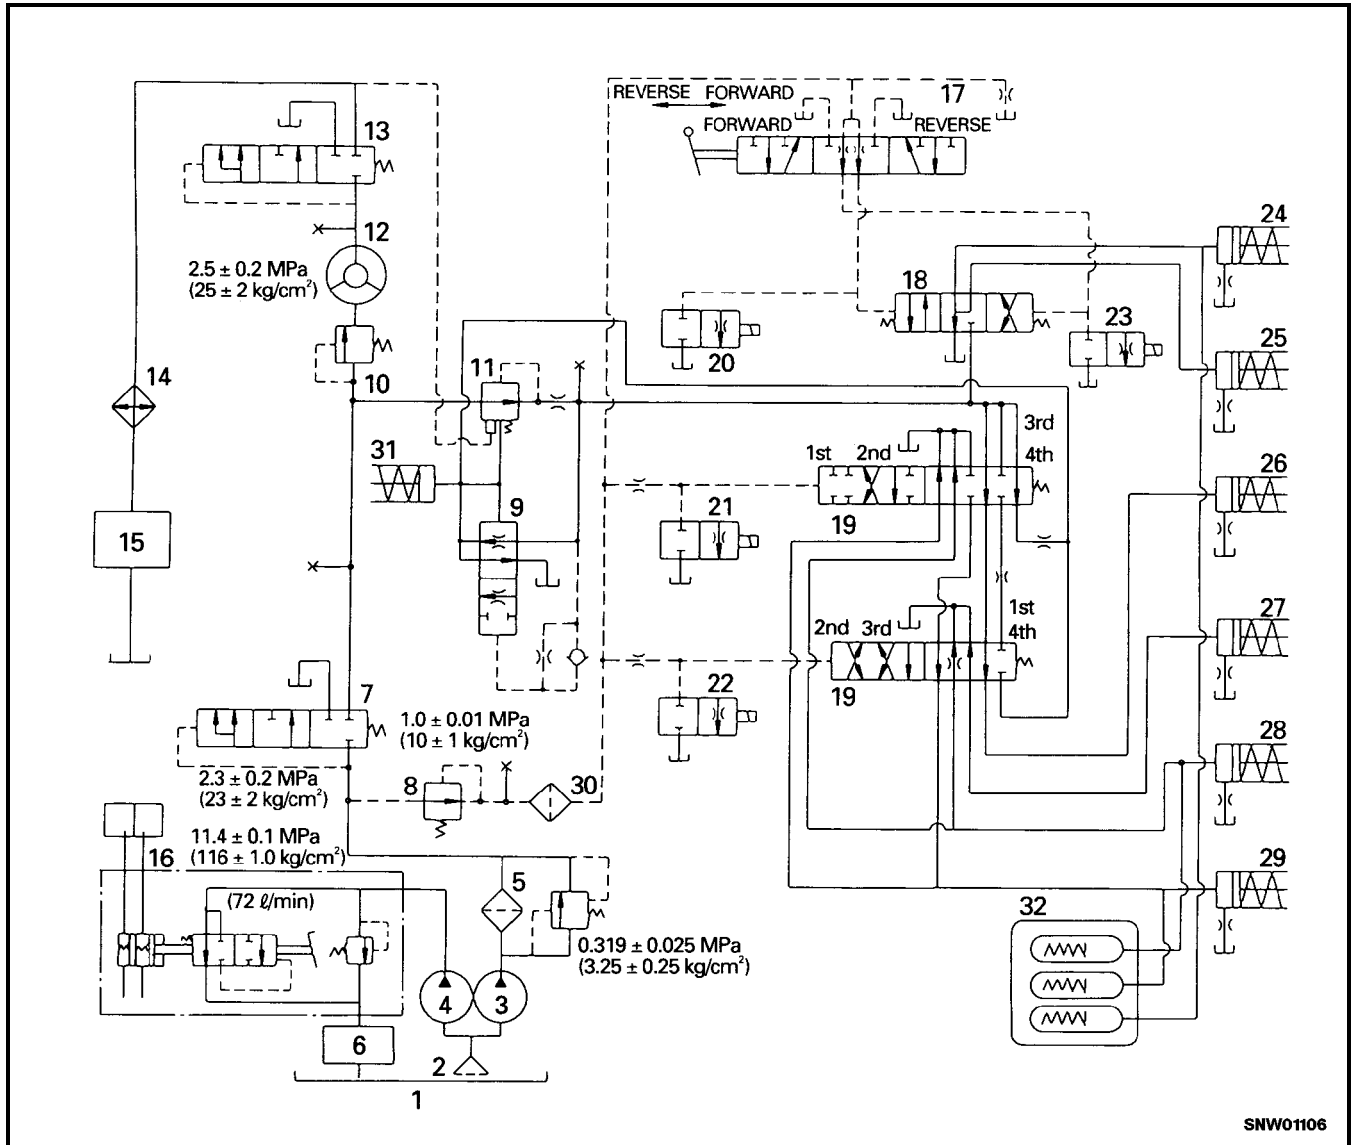 REVERSE FORWARD
17
FORWARD
REVERSE
13
12
2.5 ± 0.2 MPa
(25 ± 2 kg/cm²)
24
18
23
20
25
10
11
14
3rd
1st 2nd
4th
31
26
9
21
19
15
1st
2nd 3rd
4th
27
7
22
19
1.0 ± 0.01 MPa
(10 ± 1 kg/cm²)
28
2.3 ± 0.2 MPa
(23 ± 2 kg/cm²)
8
30
11.4 ± 0.1 MPa
16 (116 ± 1.0 kg/cm²)
29
5
(72 ℓ/min)
32
0.319 ± 0.025 MPa
(3.25 ± 0.25 kg/cm²)
4
3
6
2
1
SNW01106